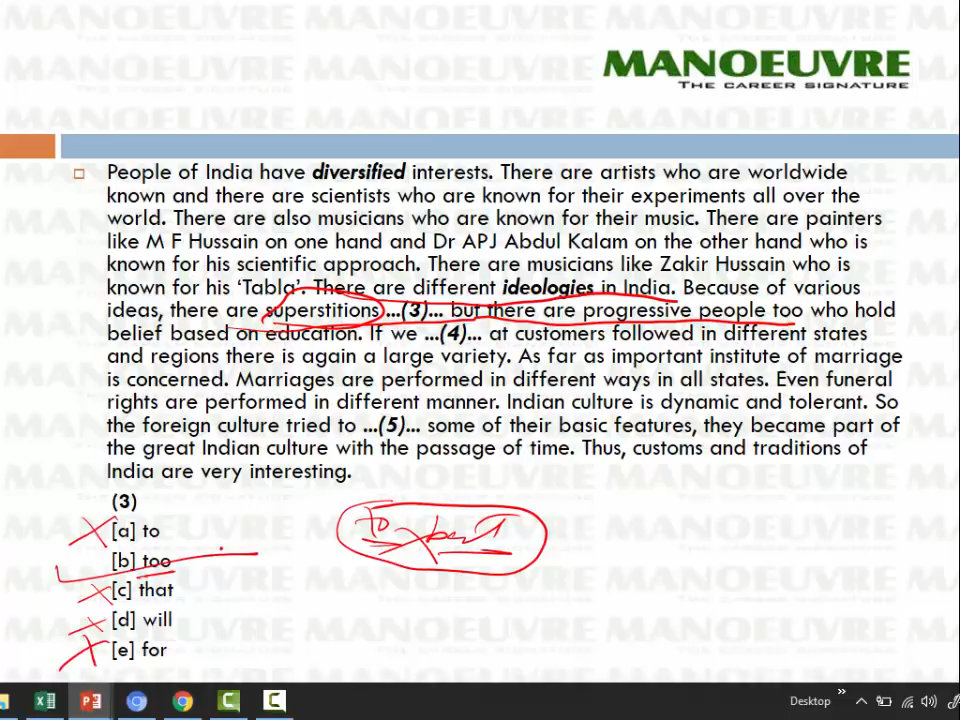 MANOEUVRE
THE CAREER SIGNATURE
People of India have diversified interests. There are artists who are worldwide
known and there are scientists who are known for their experiments all over the
world. There are also musicians who are known for their music. There are painters
like M F Hussain on one hand and Dr APJ Abdul Kalam on the other hand who is
known for his scientific approach. There are musicians like Zakir Hussain who is
known for his ‘Tabla’. There are different ideologies in India. Because of various
ideas, there are superstitions ...(3)... but there are progressive people too who hold
belief based on education. If we ...(4)... at customers followed in different states
and regions there is again a large variety. As far as important institute of marriage
is concerned. Marriages are performed in different ways in all states. Even funeral
rights are performed in different manner. Indian culture is dynamic and tolerant. So
the foreign culture tried to ...(5)... some of their basic features, they became part of
the great Indian culture with the passage of time. Thus, customs and traditions of
India are very interesting.
(3)
[a] to
[b] too
[c] that
[d] will
[e] for
to
Desktop